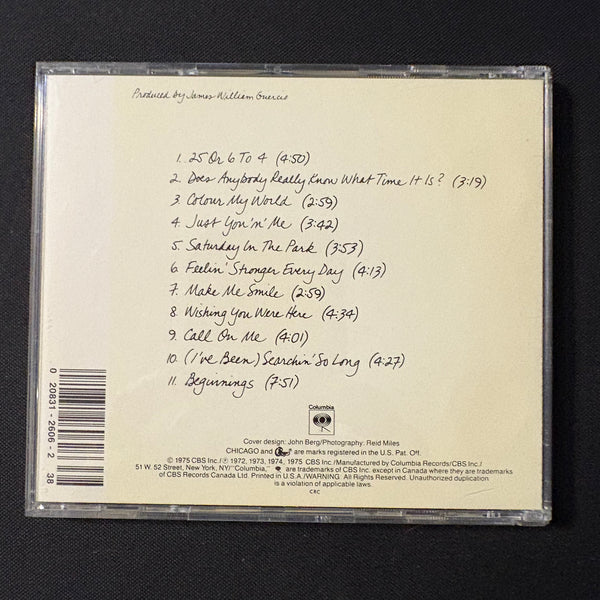 Produced by James William Guercio
1. 25 Or 6 To 4 (4:50)
2. Does Anybody Really Know What Time It Is? (3:19)
3. Colour My World (2:59)
4. Just You 'n' Me (3:42)
5. Saturday In The Park (3:53)
6. Feelin' Stronger Every Day (4:13)
7. Make Me Smile (2:59)
8. Wishing You Were Here (4:34)
9. Call On Me (4:01)
10. (I've Been) Searchin' So Long (4:27)
11. Beginnings (7:51)
Columbia
Cover design: John Berg/Photography: Reid Miles
CHICAGO and are marks registered in the U.S. Pat. Off.
© 1975 CBS Inc./℗ 1972, 1973, 1974, 1975 CBS Inc./Manufactured by Columbia Records/CBS Inc./
51 W. 52 Street, New York, NY/"Columbia," are trademarks of CBS Inc. except in Canada where they are trademarks
of CBS Records Canada Ltd. Printed in U.S.A./WARNING: All Rights Reserved. Unauthorized duplication
is a violation of applicable laws.
CRC
0 20831-2606-2 38